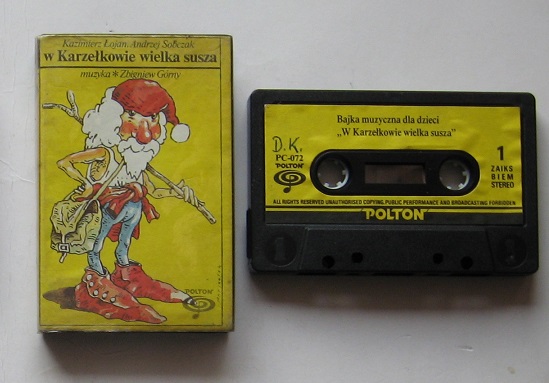 Kazimierz Łojan, Andrzej Sobczak
w Karzełkowie wielka susza
muzyka * Zbigniew Górny
POLTON
Bajka muzyczna dla dzieci
„W Karzełkowie wielka susza”
D.K.
PC-072
POLTON
1
ZAIKS
BIEM
STEREO
ALL RIGHTS RESERVED UNAUTHORISED COPYING, PUBLIC PERFORMANCE AND BROADCASTING FORBIDDEN
POLTON
1